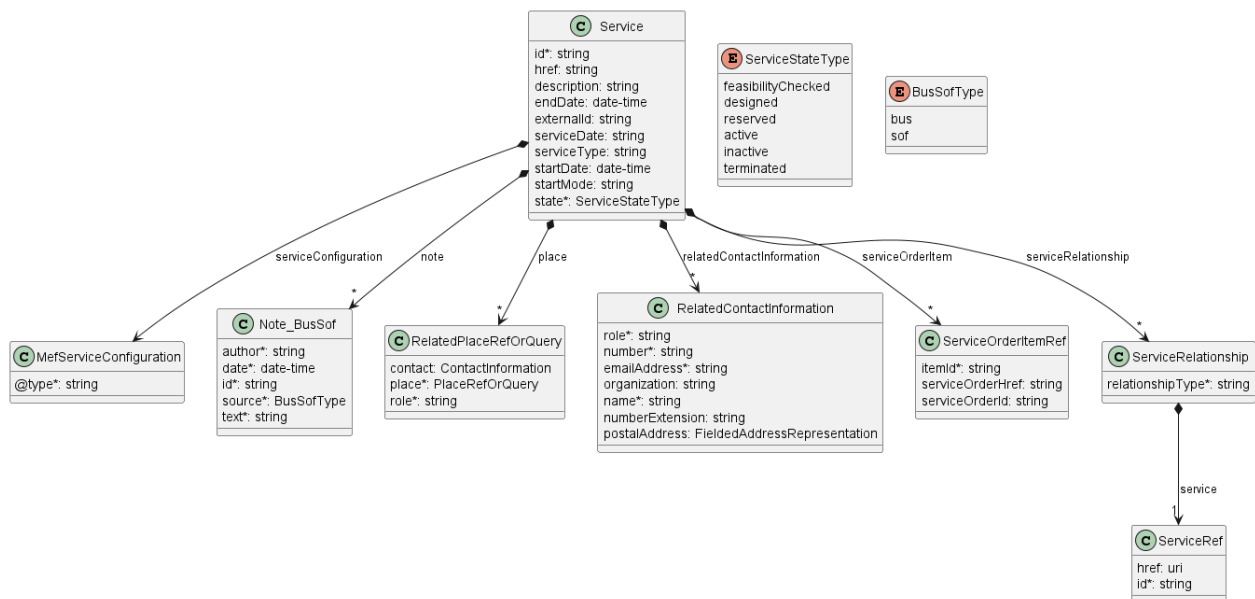 C Service
id*: string
href: string
description: string
endDate: date-time
externalId: string
serviceDate: string
serviceType: string
startDate: date-time
startMode: string
state*: ServiceStateType
E ServiceStateType
feasibilityChecked
designed
reserved
active
inactive
terminated
E BusSofType
bus
sof
serviceConfiguration
note
place
relatedContactInformation
serviceOrderItem
serviceRelationship
*
*
*
*
*
C MefServiceConfiguration
@type*: string
C Note_BusSof
author*: string
date*: date-time
id*: string
source*: BusSofType
text*: string
C RelatedPlaceRefOrQuery
contact: ContactInformation
place*: PlaceRefOrQuery
role*: string
C RelatedContactInformation
role*: string
number*: string
emailAddress*: string
organization: string
name*: string
numberExtension: string
postalAddress: FieldedAddressRepresentation
C ServiceOrderItemRef
itemId*: string
serviceOrderHref: string
serviceOrderId: string
C ServiceRelationship
relationshipType*: string
service
1
C ServiceRef
href: uri
id*: string